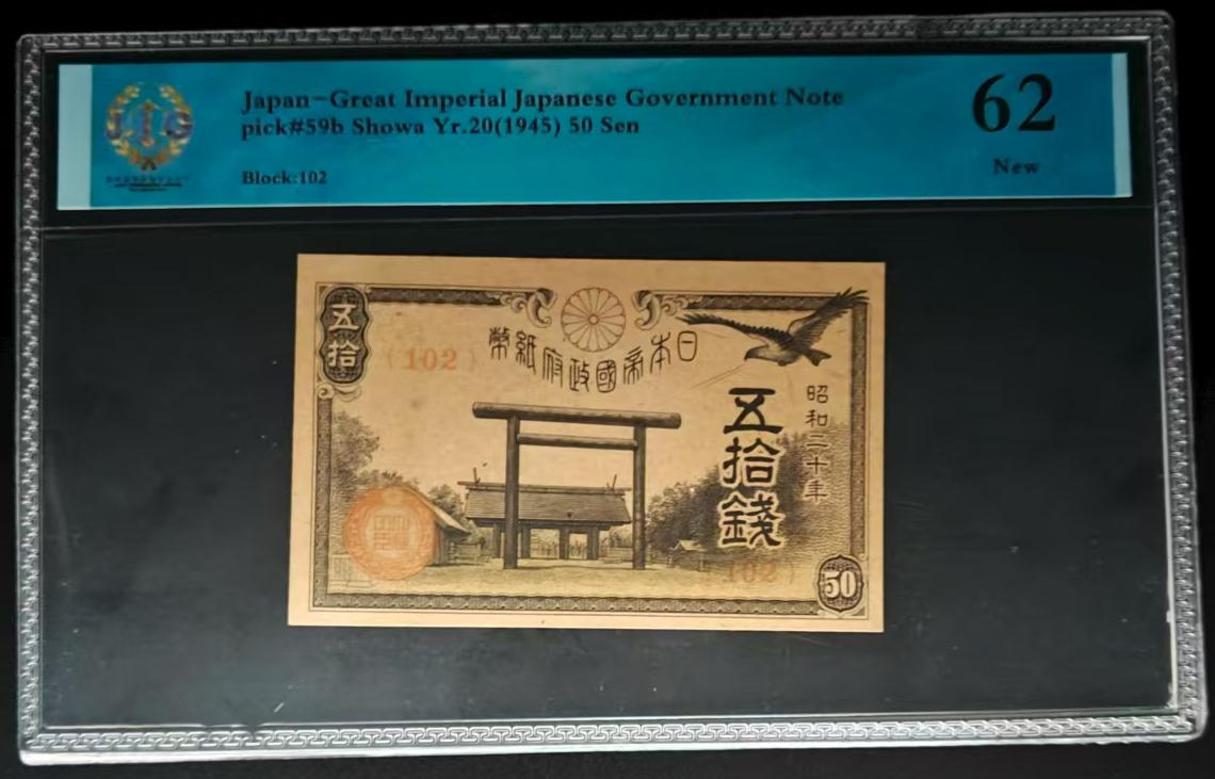 Japan-Great Imperial Japanese Government Note
pick#59b Showa Yr.20(1945) 50 Sen
Block:102
62
New
五拾
(102)
日本帝國政府紙幣
昭和二十年
五拾錢
102)
50